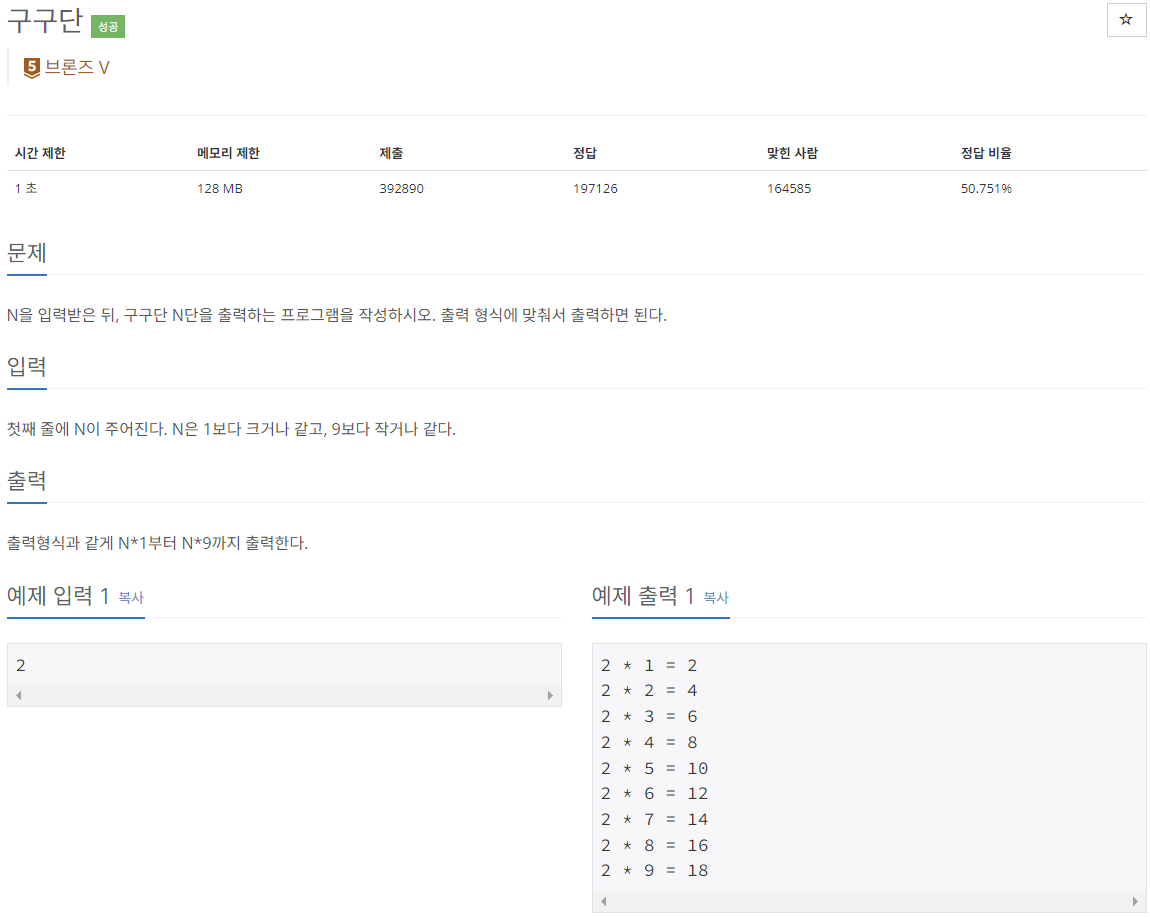 구구단 성공
☆
5 브론즈 V
시간 제한 메모리 제한 제출 정답 맞힌 사람 정답 비율
1 초 128 MB 392890 197126 164585 50.751%
문제
N을 입력받은 뒤, 구구단 N단을 출력하는 프로그램을 작성하시오. 출력 형식에 맞춰서 출력하면 된다.
입력
첫째 줄에 N이 주어진다. N은 1보다 크거나 같고, 9보다 작거나 같다.
출력
출력형식과 같게 N*1부터 N*9까지 출력한다.
예제 입력 1 복사
2
예제 출력 1 복사
2 * 1 = 2
2 * 2 = 4
2 * 3 = 6
2 * 4 = 8
2 * 5 = 10
2 * 6 = 12
2 * 7 = 14
2 * 8 = 16
2 * 9 = 18